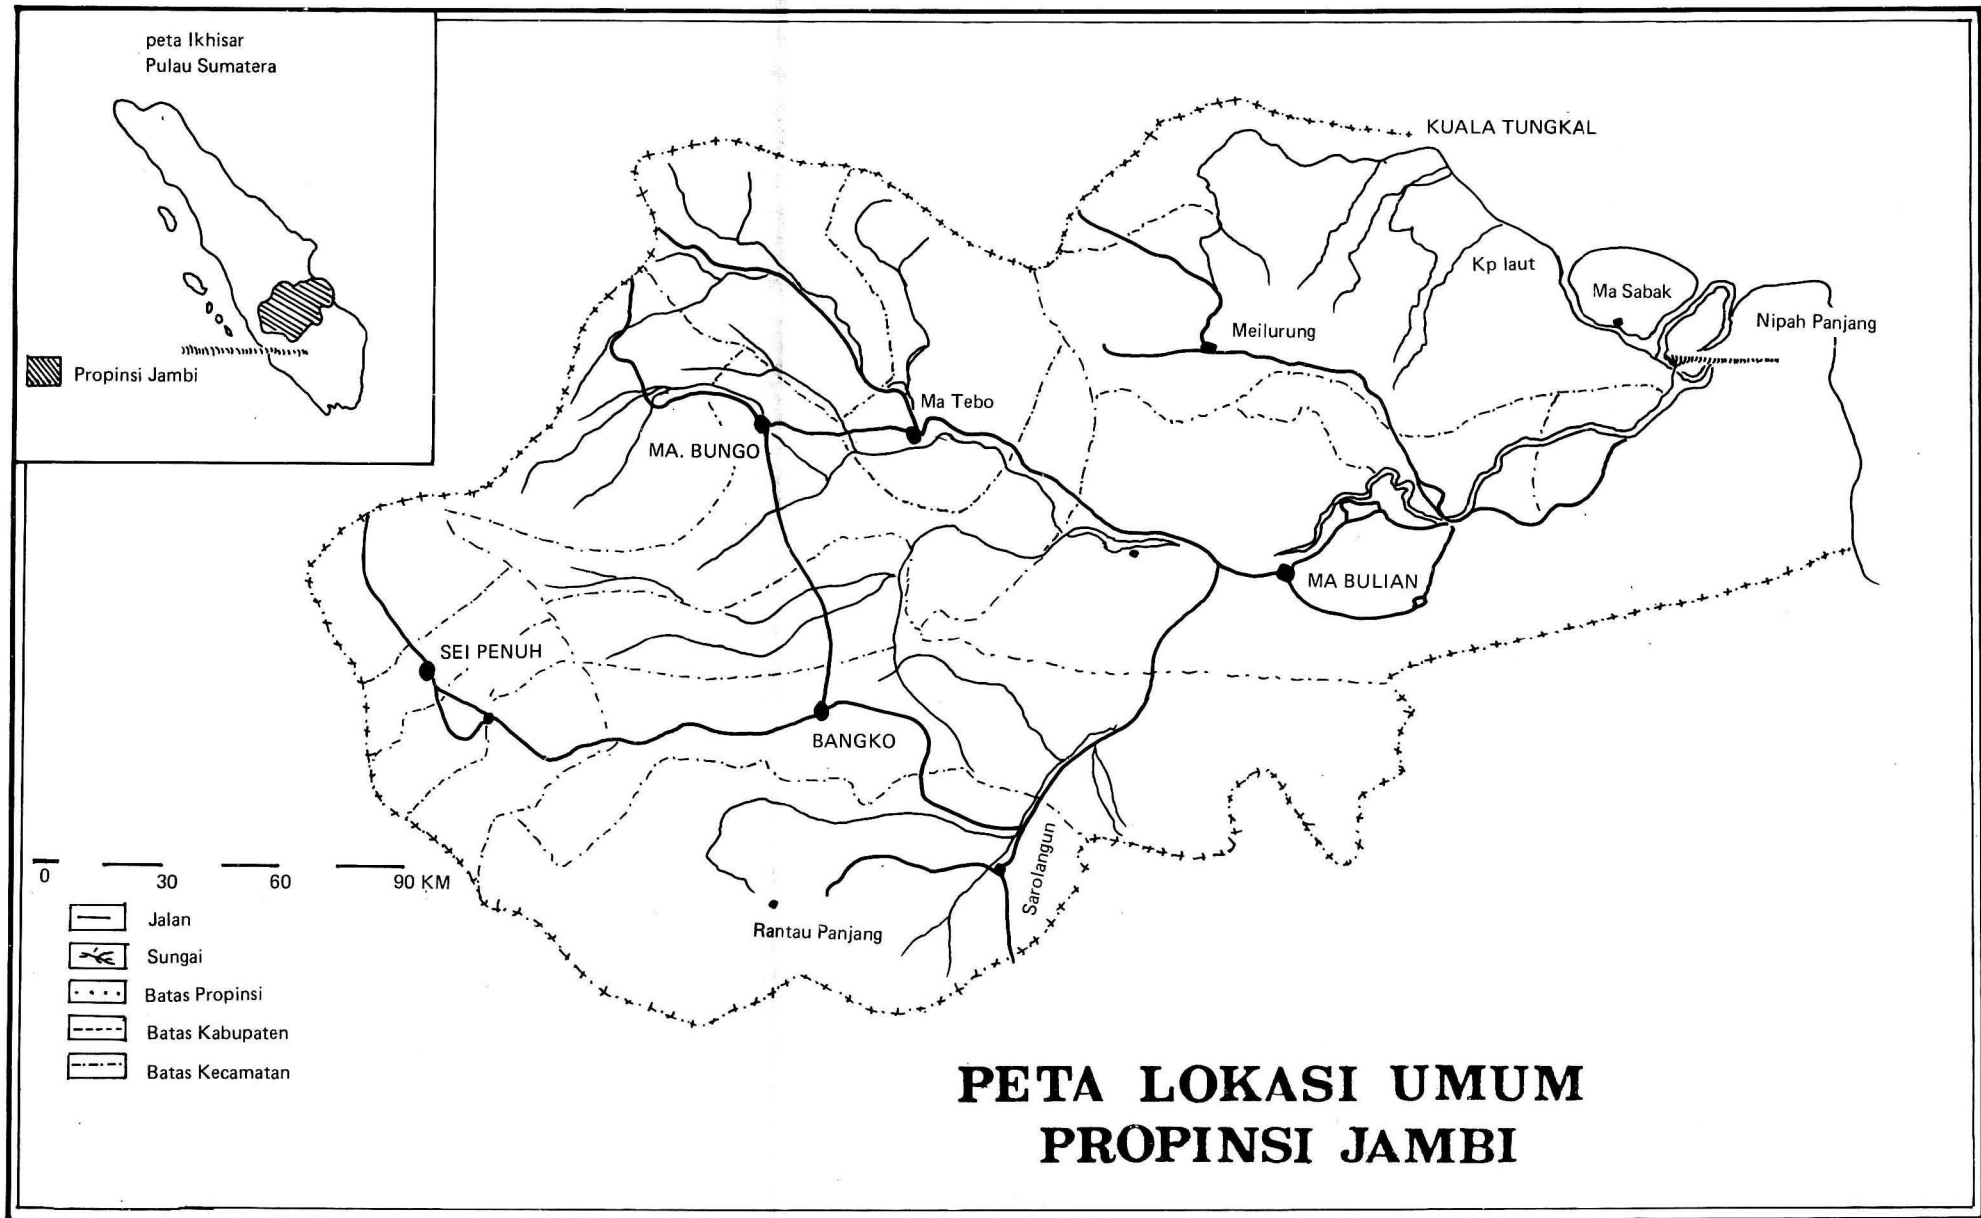 peta Ikhisar
Pulau Sumatera
Propinsi Jambi
KUALA TUNGKAL
Kp laut
Ma Sabak
Nipah Panjang
Meilurung
Ma Tebo
MA. BUNGO
MA BULIAN
SEI PENUH
BANGKO
Sarolangun
Rantau Panjang
0 30 60 90 KM
Jalan
Sungai
Batas Propinsi
Batas Kabupaten
Batas Kecamatan
PETA LOKASI UMUM
PROPINSI JAMBI